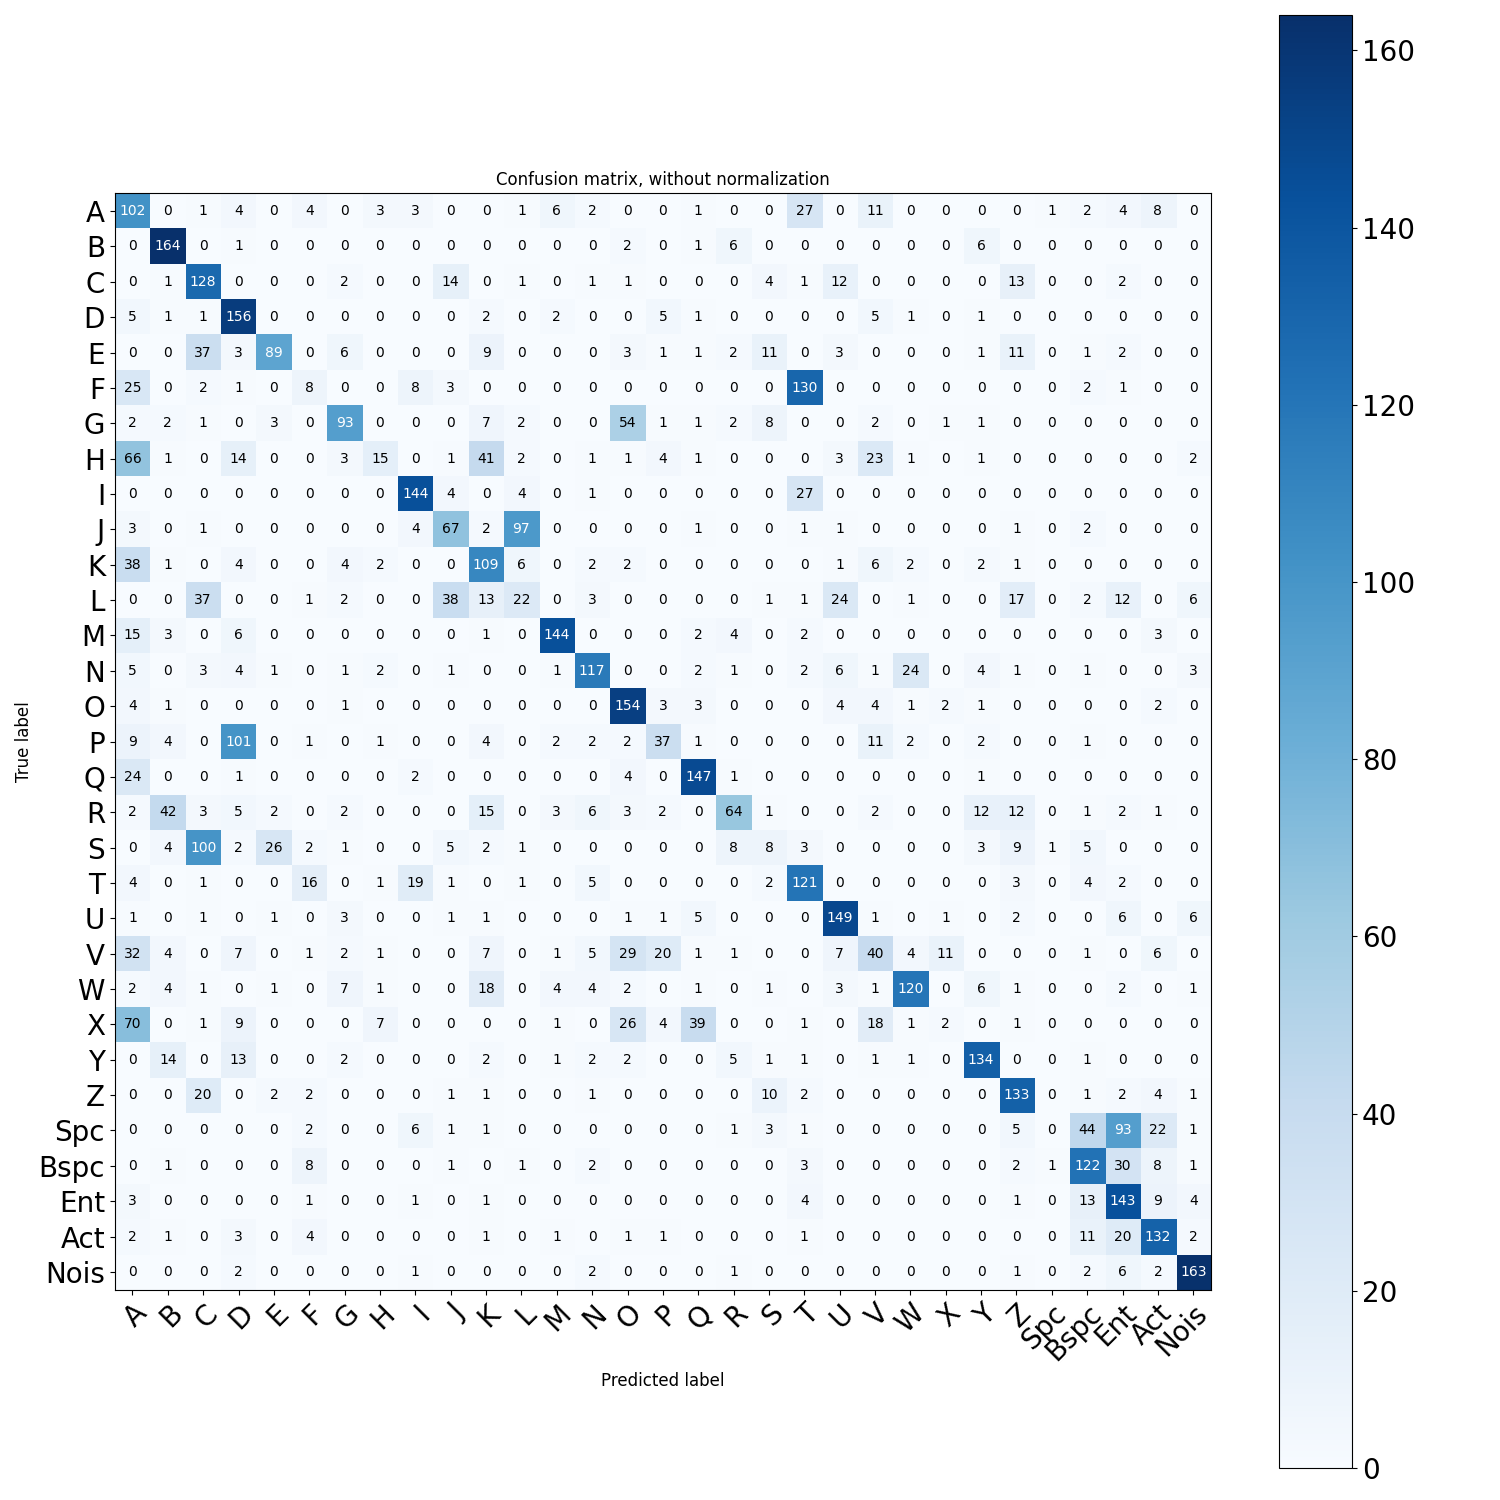 Confusion matrix, without normalization
A 102 0 1 4 0 4 0 3 3 0 0 1 6 2 0 0 1 0 0 27 0 11 0 0 0 0 1 2 4 8 0
B 0 164 0 1 0 0 0 0 0 0 0 0 0 0 2 0 1 6 0 0 0 0 0 0 6 0 0 0 0 0 0
C 0 1 128 0 0 0 2 0 0 14 0 1 0 1 1 0 0 0 4 1 12 0 0 0 0 13 0 0 2 0 0
D 5 1 1 156 0 0 0 0 0 0 2 0 2 0 0 5 1 0 0 0 0 5 1 0 1 0 0 0 0 0 0
E 0 0 37 3 89 0 6 0 0 0 9 0 0 0 3 1 1 2 11 0 3 0 0 0 1 11 0 1 2 0 0
F 25 0 2 1 0 8 0 0 8 3 0 0 0 0 0 0 0 0 0 130 0 0 0 0 0 0 0 2 1 0 0
G 2 2 1 0 3 0 93 0 0 0 7 2 0 0 54 1 1 2 8 0 0 2 0 1 1 0 0 0 0 0 0
H 66 1 0 14 0 0 3 15 0 1 41 2 0 1 1 4 1 0 0 0 3 23 1 0 1 0 0 0 0 0 2
I 0 0 0 0 0 0 0 0 144 4 0 4 0 1 0 0 0 0 0 27 0 0 0 0 0 0 0 0 0 0 0
J 3 0 1 0 0 0 0 0 4 67 2 97 0 0 0 0 1 0 0 1 1 0 0 0 0 1 0 2 0 0 0
K 38 1 0 4 0 0 4 2 0 0 109 6 0 2 2 0 0 0 0 0 1 6 2 0 2 1 0 0 0 0 0
L 0 0 37 0 0 1 2 0 0 38 13 22 0 3 0 0 0 0 1 1 24 0 1 0 0 17 0 2 12 0 6
M 15 3 0 6 0 0 0 0 0 0 1 0 144 0 0 0 2 4 0 2 0 0 0 0 0 0 0 0 0 3 0
N 5 0 3 4 1 0 1 2 0 1 0 0 1 117 0 0 2 1 0 2 6 1 24 0 4 1 0 1 0 0 3
O 4 1 0 0 0 0 1 0 0 0 0 0 0 0 154 3 3 0 0 0 4 4 1 2 1 0 0 0 0 2 0
P 9 4 0 101 0 1 0 1 0 0 4 0 2 2 2 37 1 0 0 0 0 11 2 0 2 0 0 1 0 0 0
Q 24 0 0 1 0 0 0 0 2 0 0 0 0 0 4 0 147 1 0 0 0 0 0 0 1 0 0 0 0 0 0
R 2 42 3 5 2 0 2 0 0 0 15 0 3 6 3 2 0 64 1 0 0 2 0 0 12 12 0 1 2 1 0
S 0 4 100 2 26 2 1 0 0 5 2 1 0 0 0 0 0 8 8 3 0 0 0 0 3 9 1 5 0 0 0
T 4 0 1 0 0 16 0 1 19 1 0 1 0 5 0 0 0 0 2 121 0 0 0 0 0 3 0 4 2 0 0
U 1 0 1 0 1 0 3 0 0 1 1 0 0 0 1 1 5 0 0 0 149 1 0 1 0 2 0 0 6 0 6
V 32 4 0 7 0 1 2 1 0 0 7 0 1 5 29 20 1 1 0 0 7 40 4 11 0 0 0 1 0 6 0
W 2 4 1 0 1 0 7 1 0 0 18 0 4 4 2 0 1 0 1 0 3 1 120 0 6 1 0 0 2 0 1
X 70 0 1 9 0 0 0 7 0 0 0 0 1 0 26 4 39 0 0 1 0 18 1 2 0 1 0 0 0 0 0
Y 0 14 0 13 0 0 2 0 0 0 2 0 1 2 2 0 0 5 1 1 0 1 1 0 134 0 0 1 0 0 0
Z 0 0 20 0 2 2 0 0 0 1 1 0 0 1 0 0 0 0 10 2 0 0 0 0 0 133 0 1 2 4 1
Spc 0 0 0 0 0 2 0 0 6 1 1 0 0 0 0 0 0 1 3 1 0 0 0 0 0 5 0 44 93 22 1
Bspc 0 1 0 0 0 8 0 0 0 1 0 1 0 2 0 0 0 0 0 3 0 0 0 0 0 2 1 122 30 8 1
Ent 3 0 0 0 0 1 0 0 1 0 1 0 0 0 0 0 0 0 0 4 0 0 0 0 0 1 0 13 143 9 4
Act 2 1 0 3 0 4 0 0 0 0 1 0 1 0 1 1 0 0 0 1 0 0 0 0 0 0 0 11 20 132 2
Nois 0 0 0 2 0 0 0 0 1 0 0 0 0 2 0 0 0 1 0 0 0 0 0 0 0 1 0 2 6 2 163
A B C D E F G H I J K L M N O P Q R S T U V W X Y Z Spc Bspc Ent Act Nois
Predicted label
True label
160
140
120
100
80
60
40
20
0